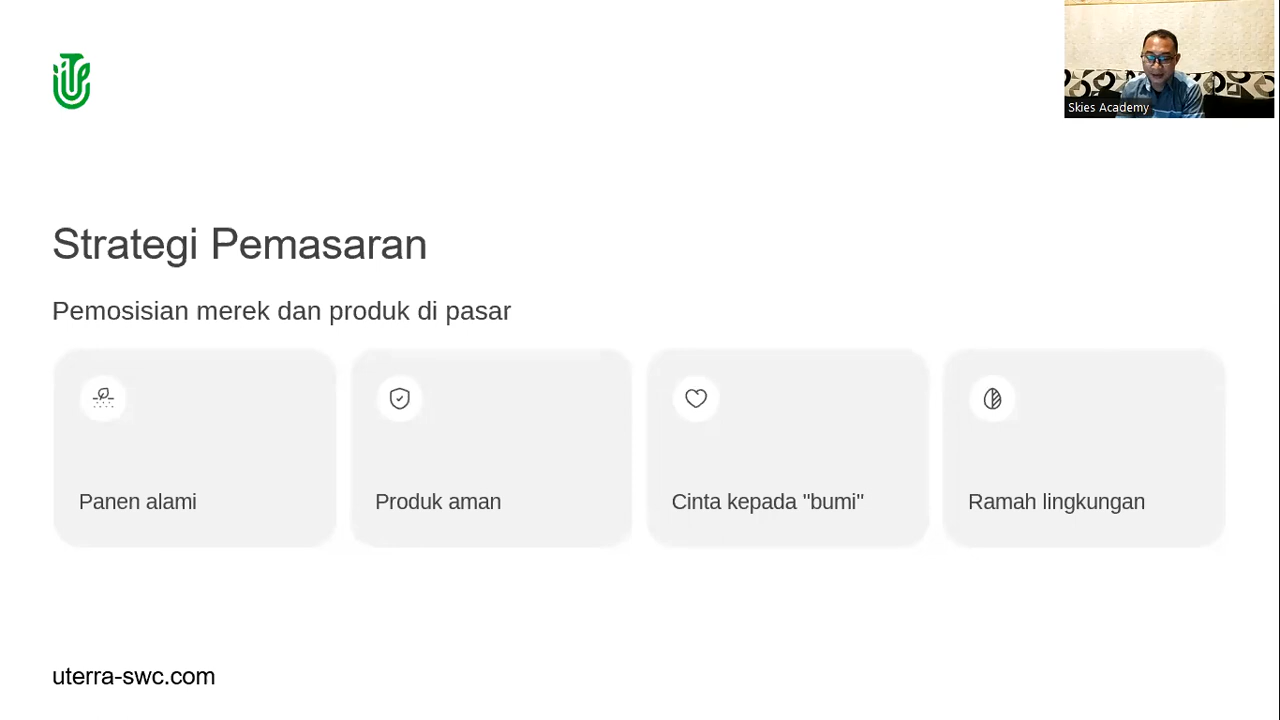 Skies Academy
Strategi Pemasaran
Pemosisian merek dan produk di pasar
Panen alami
Produk aman
Cinta kepada "bumi"
Ramah lingkungan
uterra-swc.com